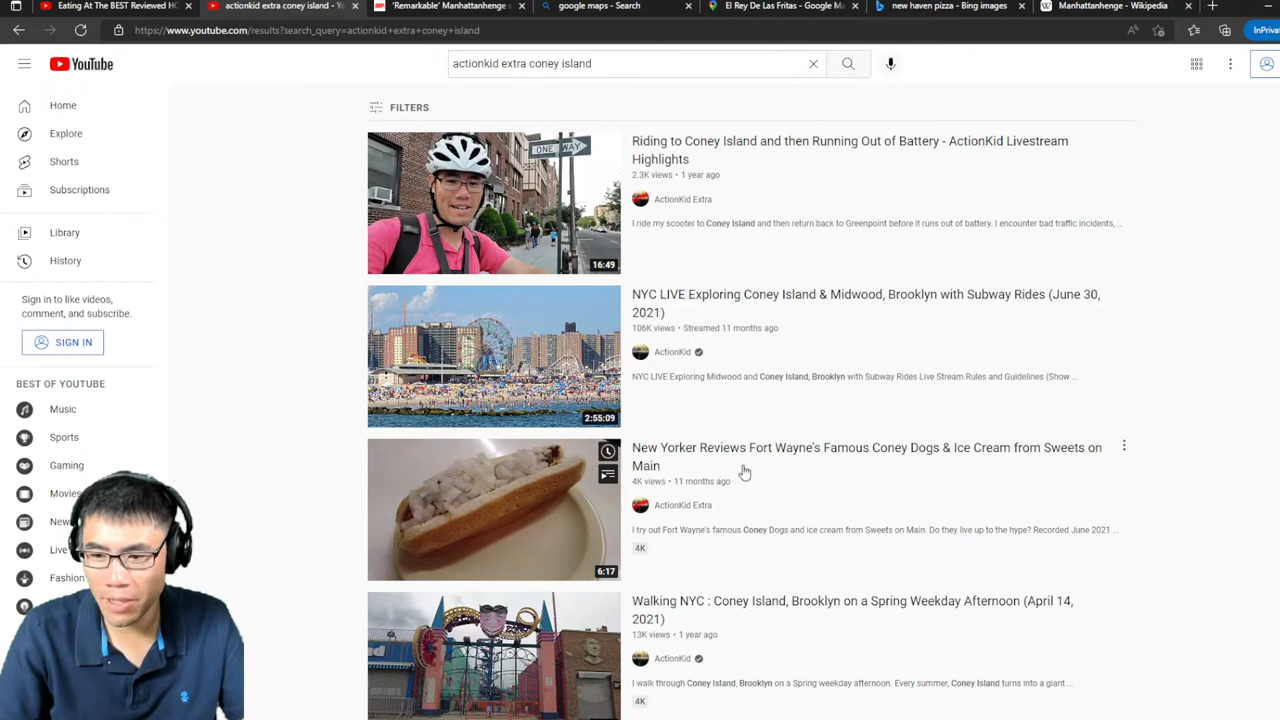 Eating At The BEST Reviewed HO
actionkid extra coney island - Yo
'Remarkable' Manhattanhenge s
google maps - Search
El Rey De Las Fritas - Google Ma
new haven pizza - Bing images
Manhattanhenge - Wikipedia
https://www.youtube.com/results?search_query=actionkid+extra+coney+island
InPrivat
YouTube
actionkid extra coney island
Home
Explore
Shorts
Subscriptions
Library
History
Sign in to like videos,
comment, and subscribe.
SIGN IN
BEST OF YOUTUBE
Music
Sports
Gaming
Movies
New
Live
Fashion
FILTERS
ONE WAY
16:49
Riding to Coney Island and then Running Out of Battery - ActionKid Livestream
Highlights
2.3K views • 1 year ago
ActionKid Extra
I ride my scooter to Coney Island and then return back to Greenpoint before it runs out of battery. I encounter bad traffic incidents, ...
2:55:09
NYC LIVE Exploring Coney Island & Midwood, Brooklyn with Subway Rides (June 30,
2021)
106K views • Streamed 11 months ago
ActionKid
NYC LIVE Exploring Midwood and Coney Island, Brooklyn with Subway Rides Live Stream Rules and Guidelines (Show ...
6:17
New Yorker Reviews Fort Wayne's Famous Coney Dogs & Ice Cream from Sweets on
Main
4K views • 11 months ago
ActionKid Extra
I try out Fort Wayne's famous Coney Dogs and ice cream from Sweets on Main. Do they live up to the hype? Recorded June 2021 ...
4K
Walking NYC : Coney Island, Brooklyn on a Spring Weekday Afternoon (April 14,
2021)
13K views • 1 year ago
ActionKid
I walk through Coney Island, Brooklyn on a Spring weekday afternoon. Every summer, Coney Island turns into a giant ...
4K